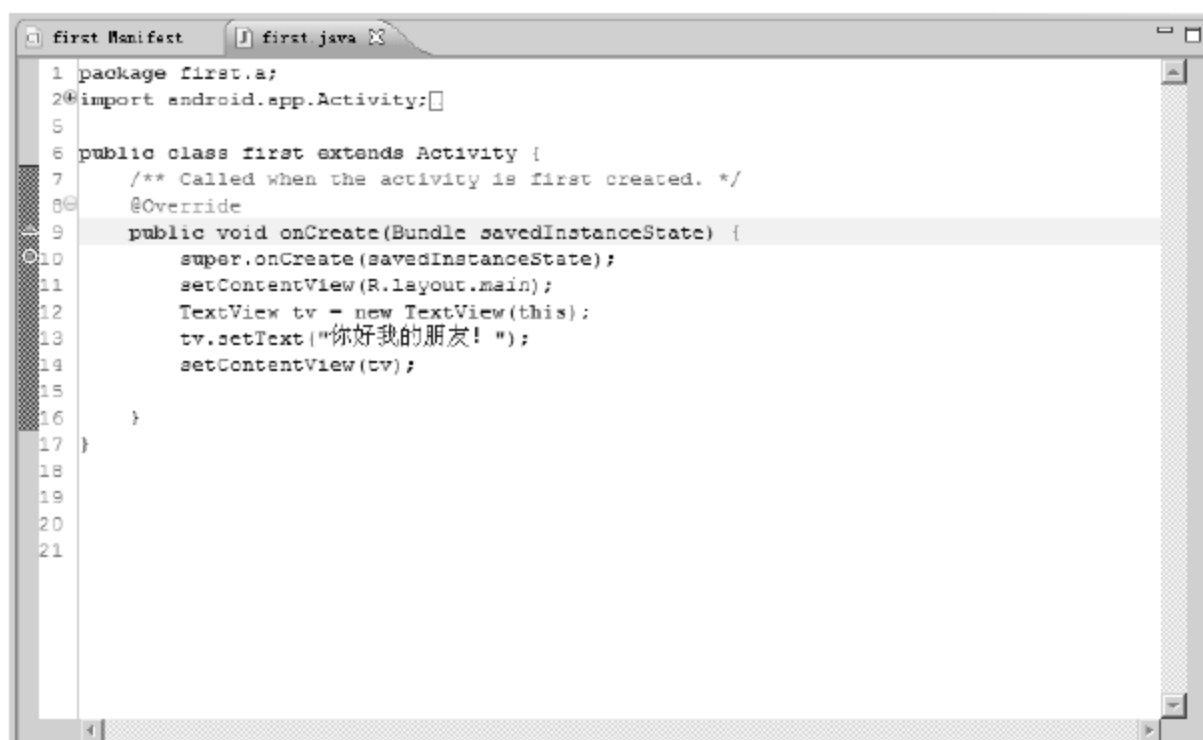 first Manifest first.java
1 package first.a;
2 import android.app.Activity;
5
6 public class first extends Activity {
7 /** Called when the activity is first created. */
8 @Override
9 public void onCreate(Bundle savedInstanceState) {
10 super.onCreate(savedInstanceState);
11 setContentView(R.layout.main);
12 TextView tv = new TextView(this);
13 tv.setText("你好我的朋友! ");
14 setContentView(tv);
15
16 }
17 }
18
19
20
21